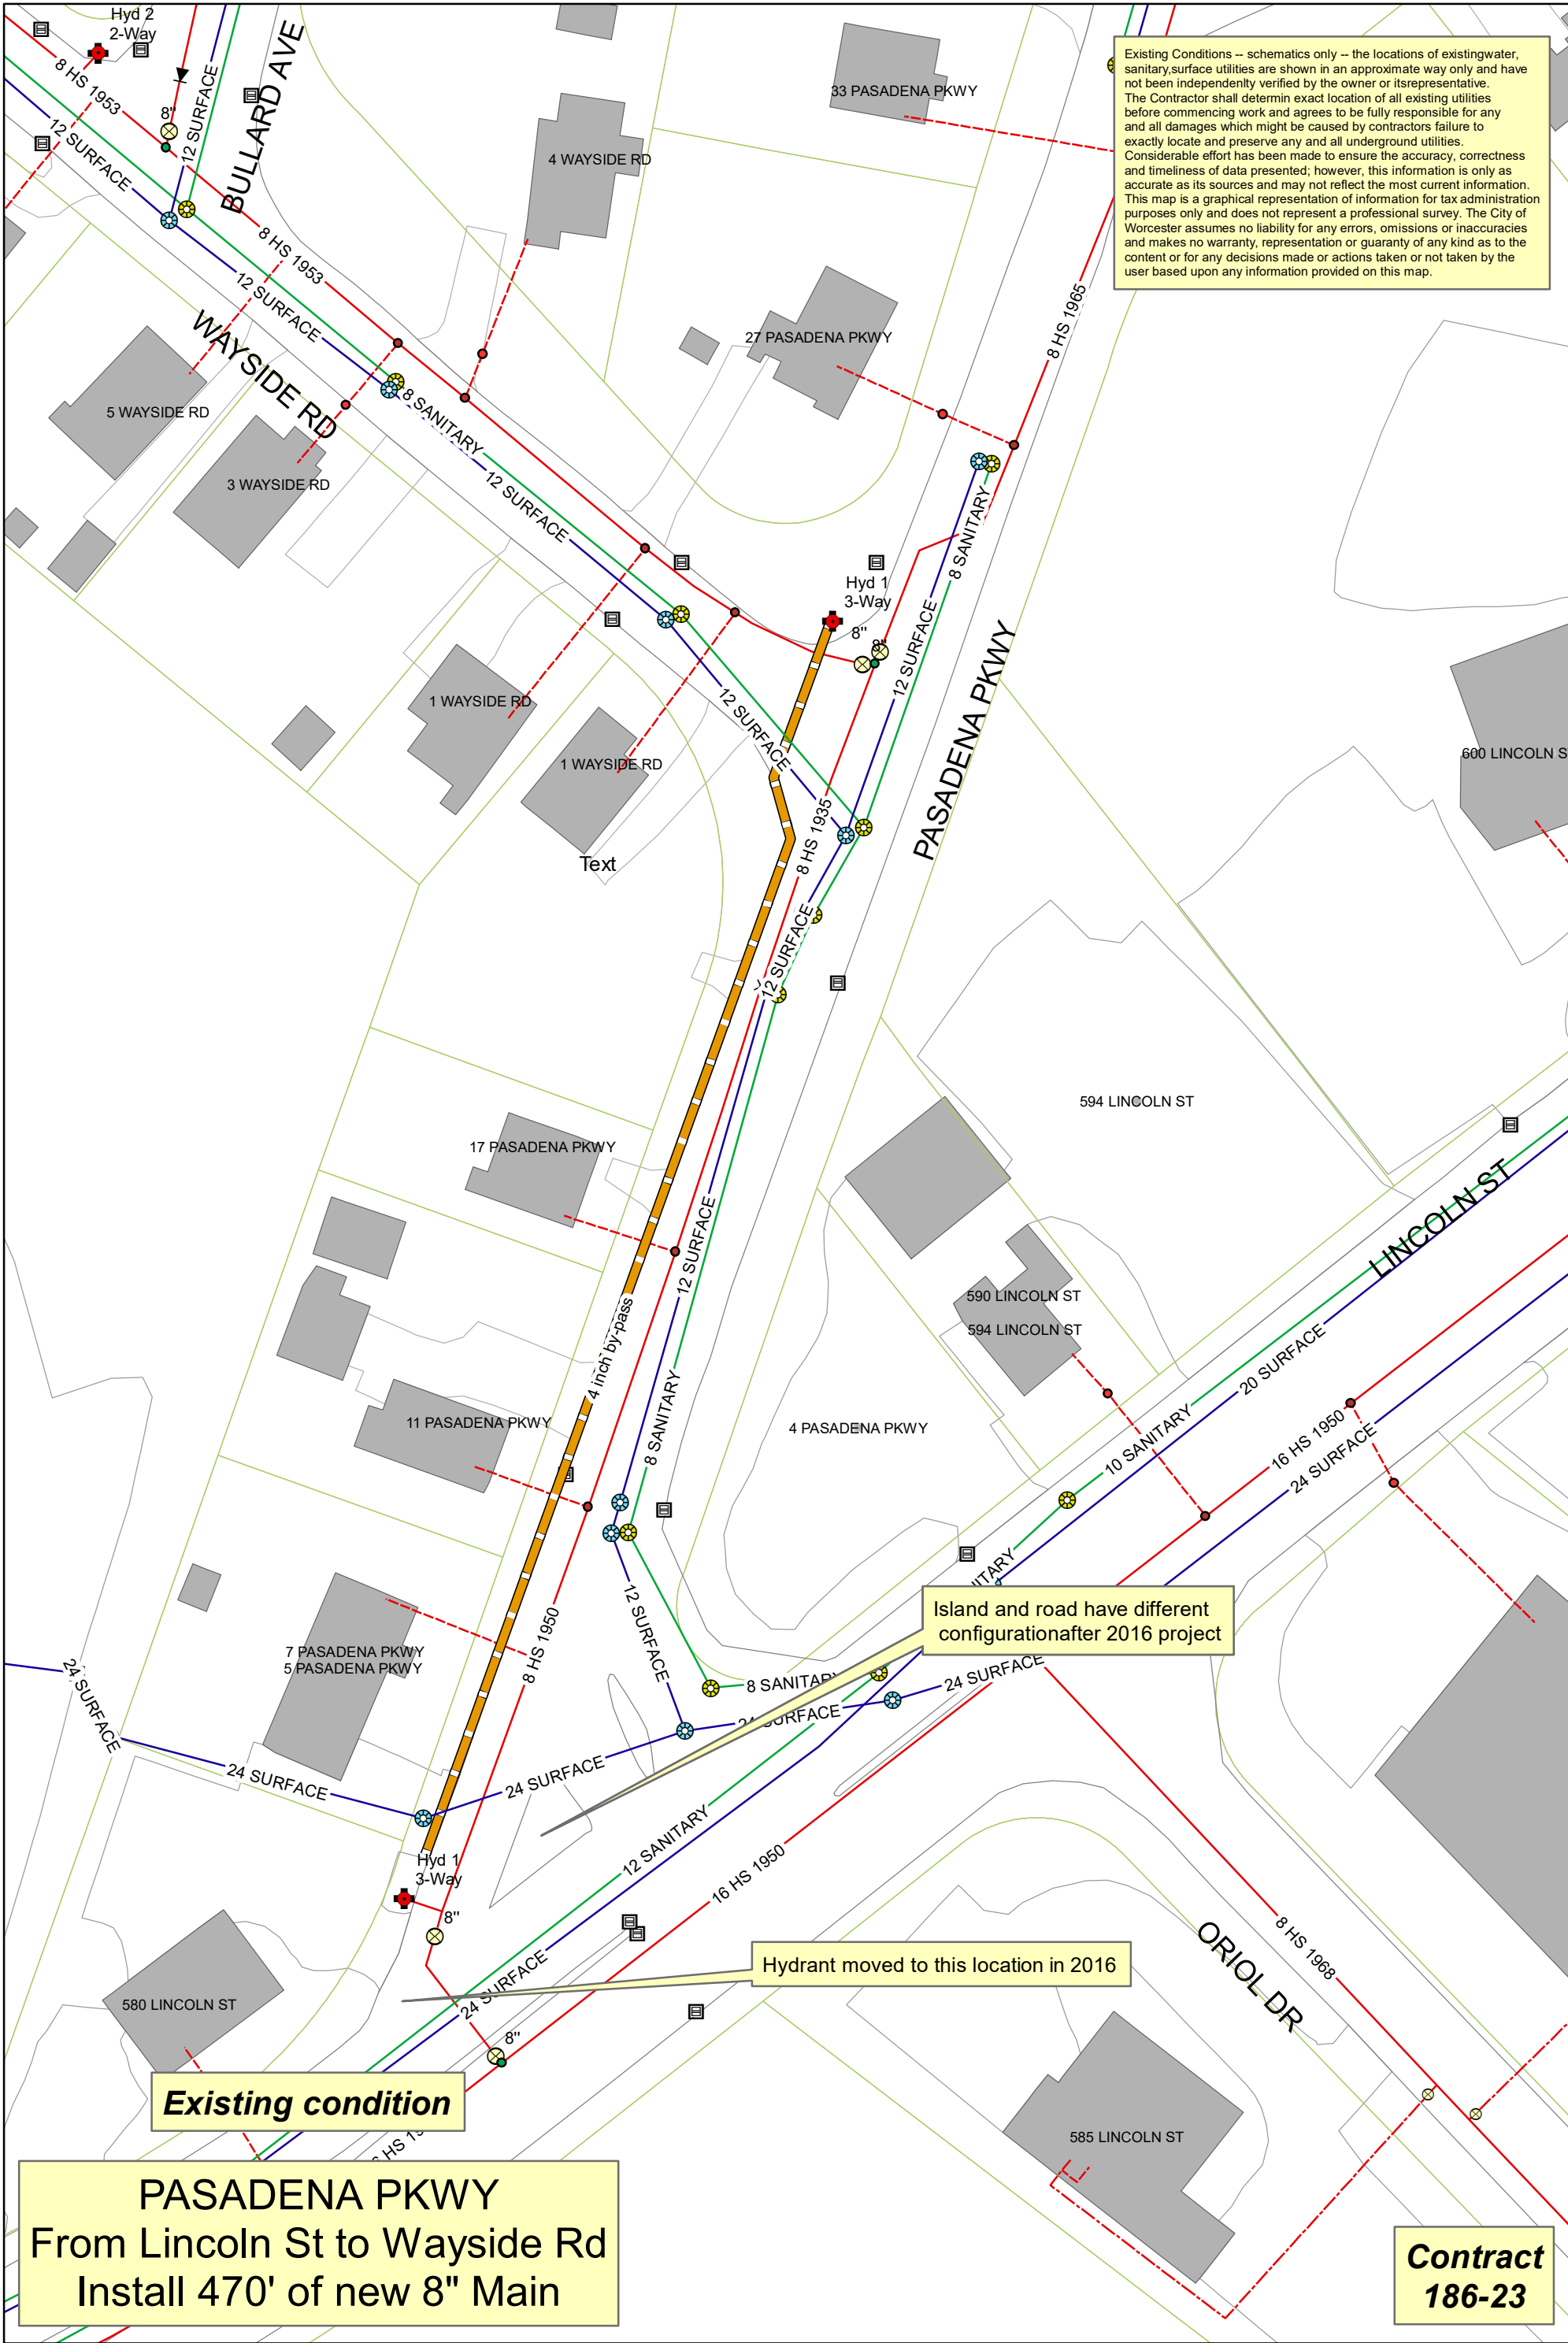 Hyd 2
2-Way
8 HS 1953
8"
12 SURFACE
12 SURFACE
BULLARD AVE
33 PASADENA PKWY
4 WAYSIDE RD
Existing Conditions -- schematics only -- the locations of existingwater,
sanitary,surface utilities are shown in an approximate way only and have
not been independenlty verified by the owner or itsrepresentative.
The Contractor shall determin exact location of all existing utilities
before commencing work and agrees to be fully responsible for any
and all damages which might be caused by contractors failure to
exactly locate and preserve any and all underground utilities.
Considerable effort has been made to ensure the accuracy, correctness
and timeliness of data presented; however, this information is only as
accurate as its sources and may not reflect the most current information.
This map is a graphical representation of information for tax administration
purposes only and does not represent a professional survey. The City of
Worcester assumes no liability for any errors, omissions or inaccuracies
and makes no warranty, representation or guaranty of any kind as to the
content or for any decisions made or actions taken or not taken by the
user based upon any information provided on this map.
8 HS 1953
12 SURFACE
WAYSIDE RD
27 PASADENA PKWY
8 HS 1965
5 WAYSIDE RD
8 SANITARY
3 WAYSIDE RD
12 SURFACE
8 SANITARY
Hyd 1
3-Way
8"
8"
12 SURFACE
PASADENA PKWY
1 WAYSIDE RD
12 SURFACE
1 WAYSIDE RD
600 LINCOLN S
8 HS 1935
Text
12 SURFACE
594 LINCOLN ST
17 PASADENA PKWY
12 SURFACE
LINCOLN ST
590 LINCOLN ST
594 LINCOLN ST
4 inch by-pass
20 SURFACE
11 PASADENA PKWY
8 SANITARY
4 PASADENA PKWY
10 SANITARY
16 HS 1950
24 SURFACE
NITARY
Island and road have different
configurationafter 2016 project
12 SURFACE
8 HS 1950
7 PASADENA PKWY
5 PASADENA PKWY
24 SURFACE
8 SANITARY
24 SURFACE
24 SURFACE
24 SURFACE
24 SURFACE
12 SANITARY
16 HS 1950
Hyd 1
3-Way
8"
8 HS 1968
ORIOL DR
Hydrant moved to this location in 2016
24 SURFACE
580 LINCOLN ST
8"
Existing condition
585 LINCOLN ST
PASADENA PKWY
From Lincoln St to Wayside Rd
Install 470' of new 8" Main
Contract
186-23